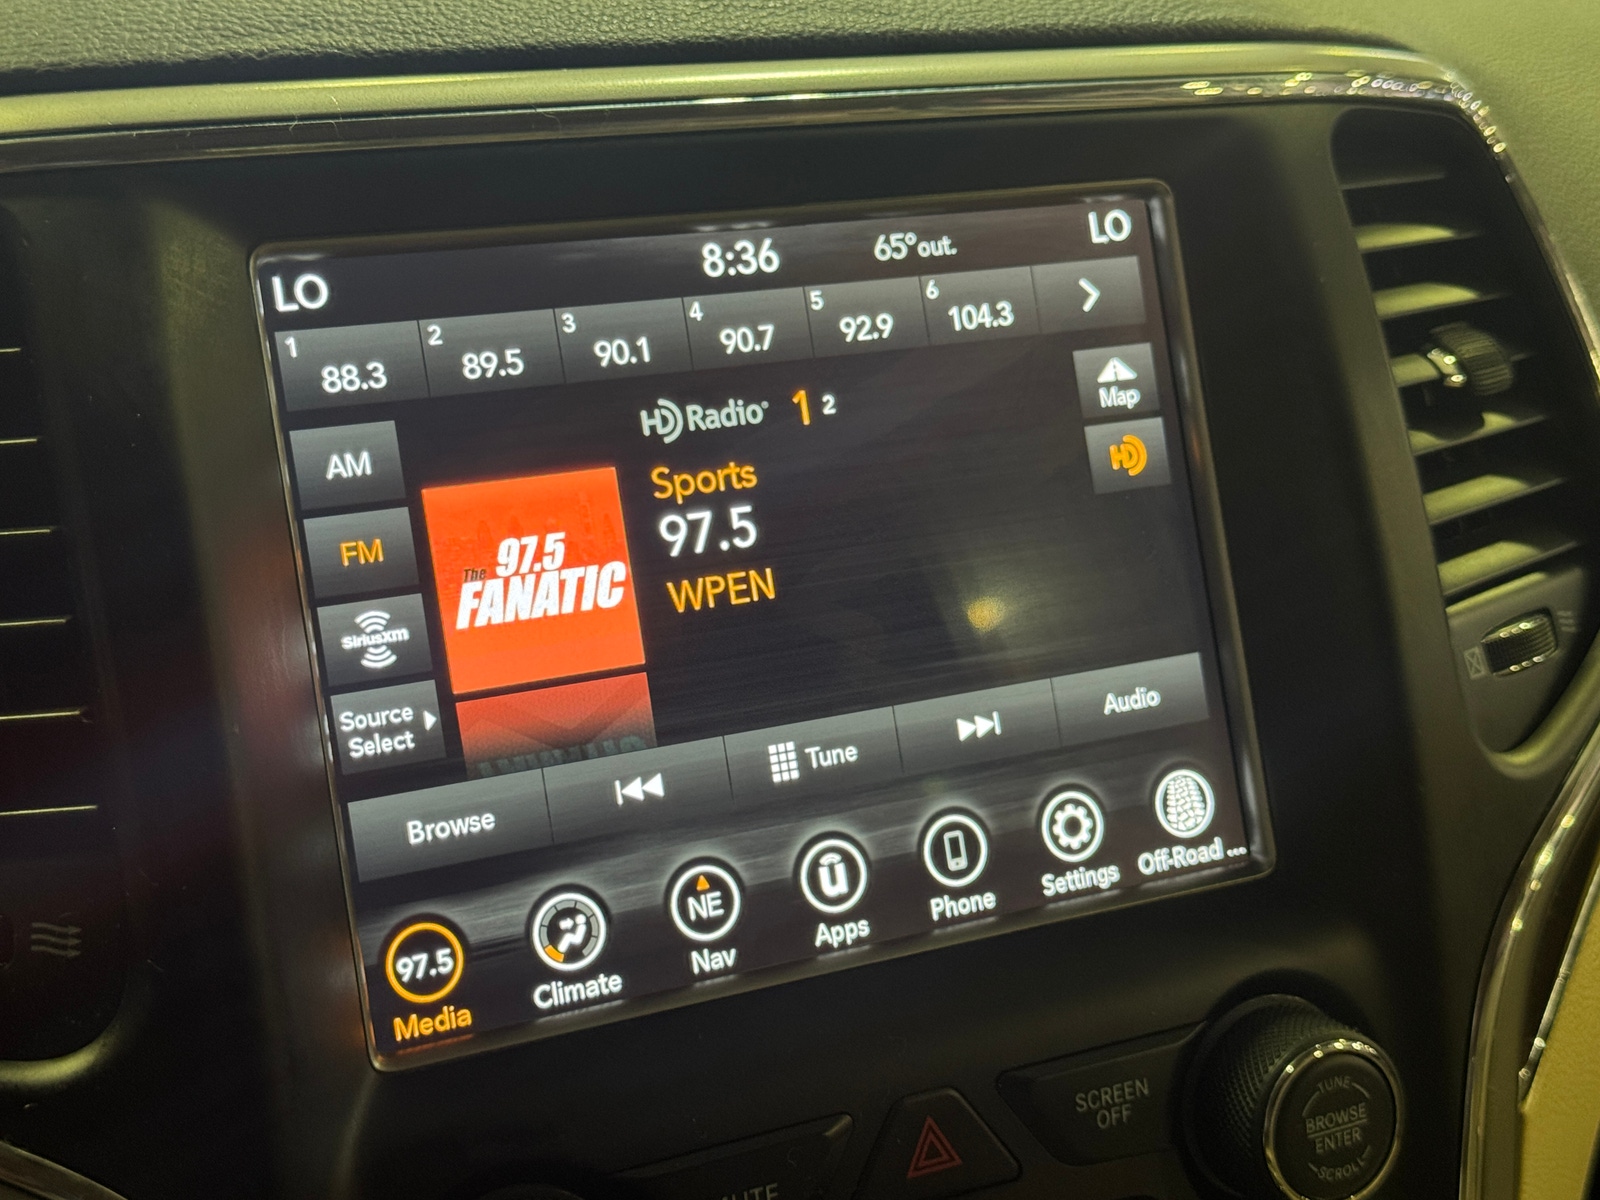 LO 8:36 65° out. LO
1 88.3 2 89.5 3 90.1 4 90.7 5 92.9 6 104.3
HD Radio 1 2
Map
AM
HD
Sports
97.5
The 97.5
FANATIC
FM
WPEN
SiriusXM
Source
Select
Browse Tune Audio
97.5 NE
Media Climate Nav Apps Phone Settings Off-Road ...
SCREEN
OFF
TUNE
BROWSE
ENTER
SCROLL